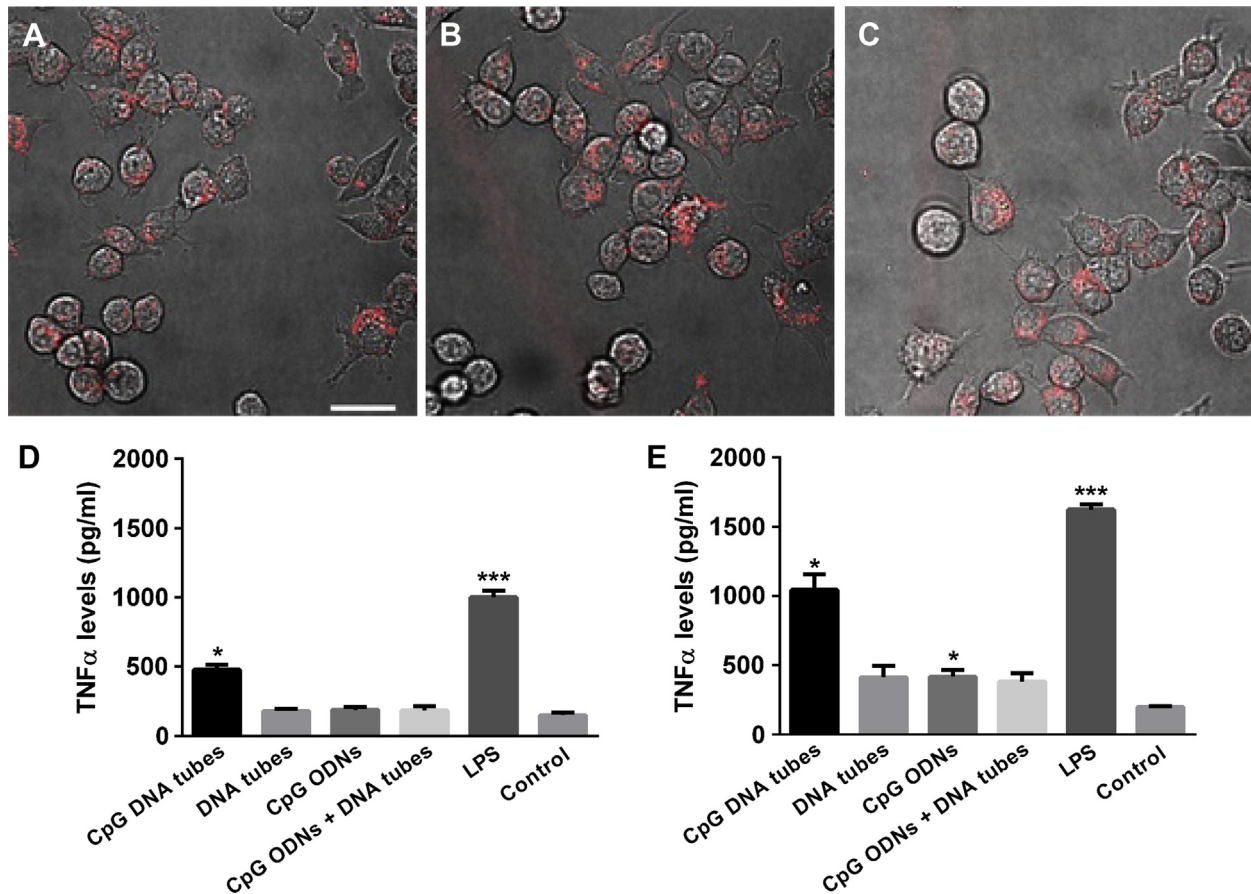 A
B
C
D
TNFα levels (pg/ml)
2000
1500
1000
500
0
*
***
CpG DNA tubes
DNA tubes
CpG ODNs
CpG ODNs + DNA tubes
LPS
Control
E
TNFα levels (pg/ml)
2000
1500
1000
500
0
*
*
***
CpG DNA tubes
DNA tubes
CpG ODNs
CpG ODNs + DNA tubes
LPS
Control